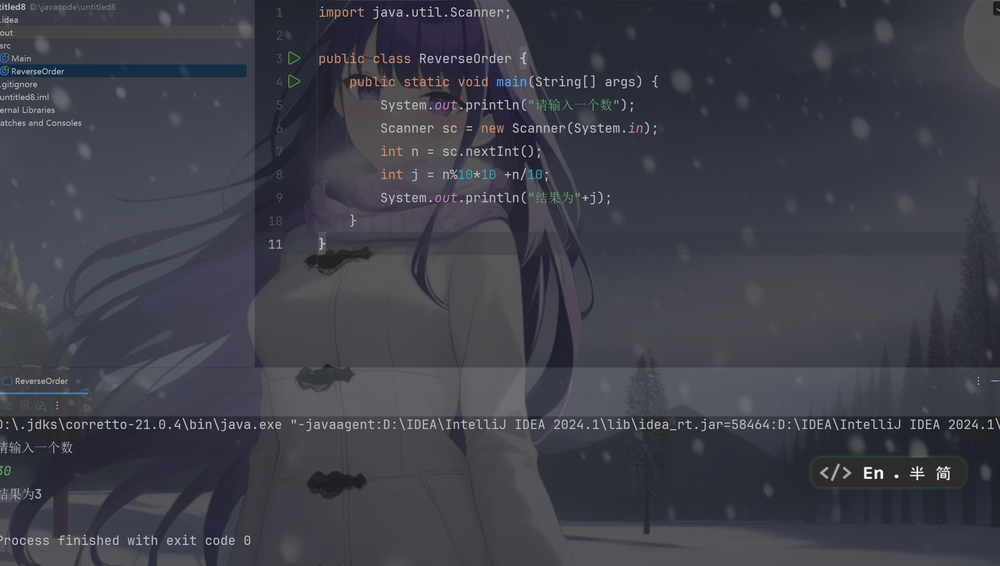 titled8 D:\javacode\untitled8
.idea
out
src
Main
ReverseOrder
.gitignore
untitled8.iml
ernal Libraries
atches and Consoles
1 import java.util.Scanner;
2
3 public class ReverseOrder {
4 public static void main(String[] args) {
5 System.out.println("请输入一个数");
6 Scanner sc = new Scanner(System.in);
7 int n = sc.nextInt();
8 int j = n%10*10 +n/10;
9 System.out.println("结果为"+j);
10 }
11 }
ReverseOrder
D:\.jdks\corretto-21.0.4\bin\java.exe "-javaagent:D:\IDEA\IntelliJ IDEA 2024.1\lib\idea_rt.jar=58464:D:\IDEA\IntelliJ IDEA 2024.1\
请输入一个数
30
结果为3
Process finished with exit code 0
</> En . 半 简